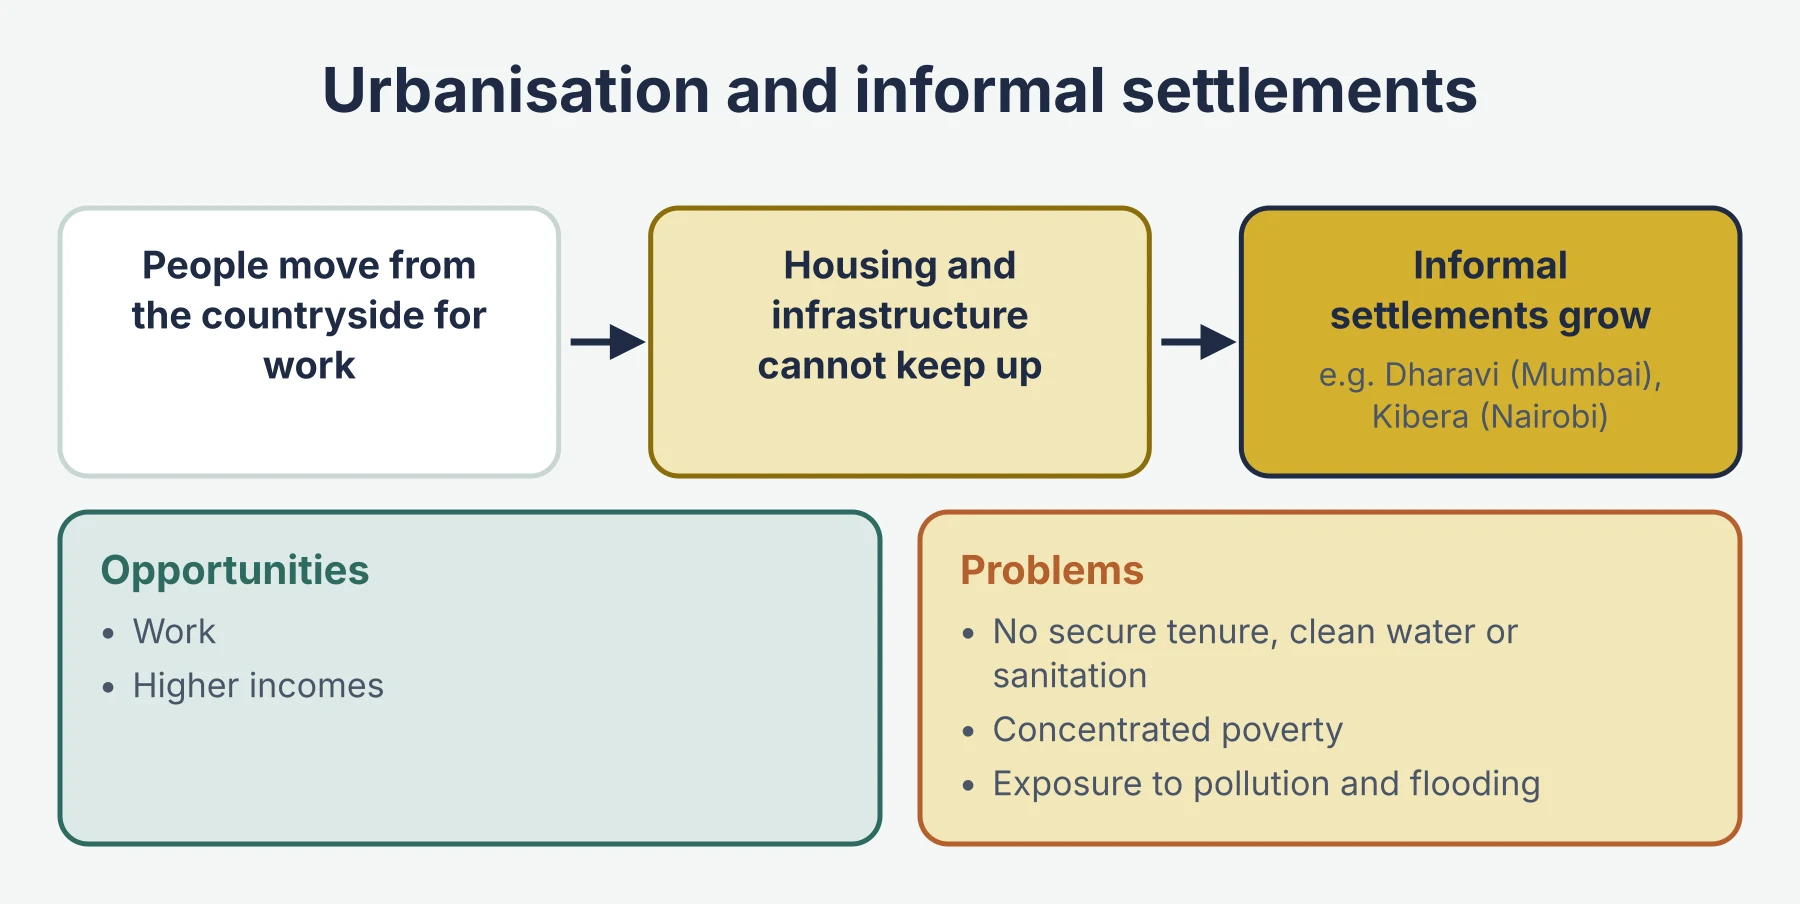 Urbanisation and informal settlements
People move from
the countryside for
work
Housing and
infrastructure
cannot keep up
Informal
settlements grow
e.g. Dharavi (Mumbai),
Kibera (Nairobi)
Opportunities
• Work
• Higher incomes
Problems
• No secure tenure, clean water or
sanitation
• Concentrated poverty
• Exposure to pollution and flooding